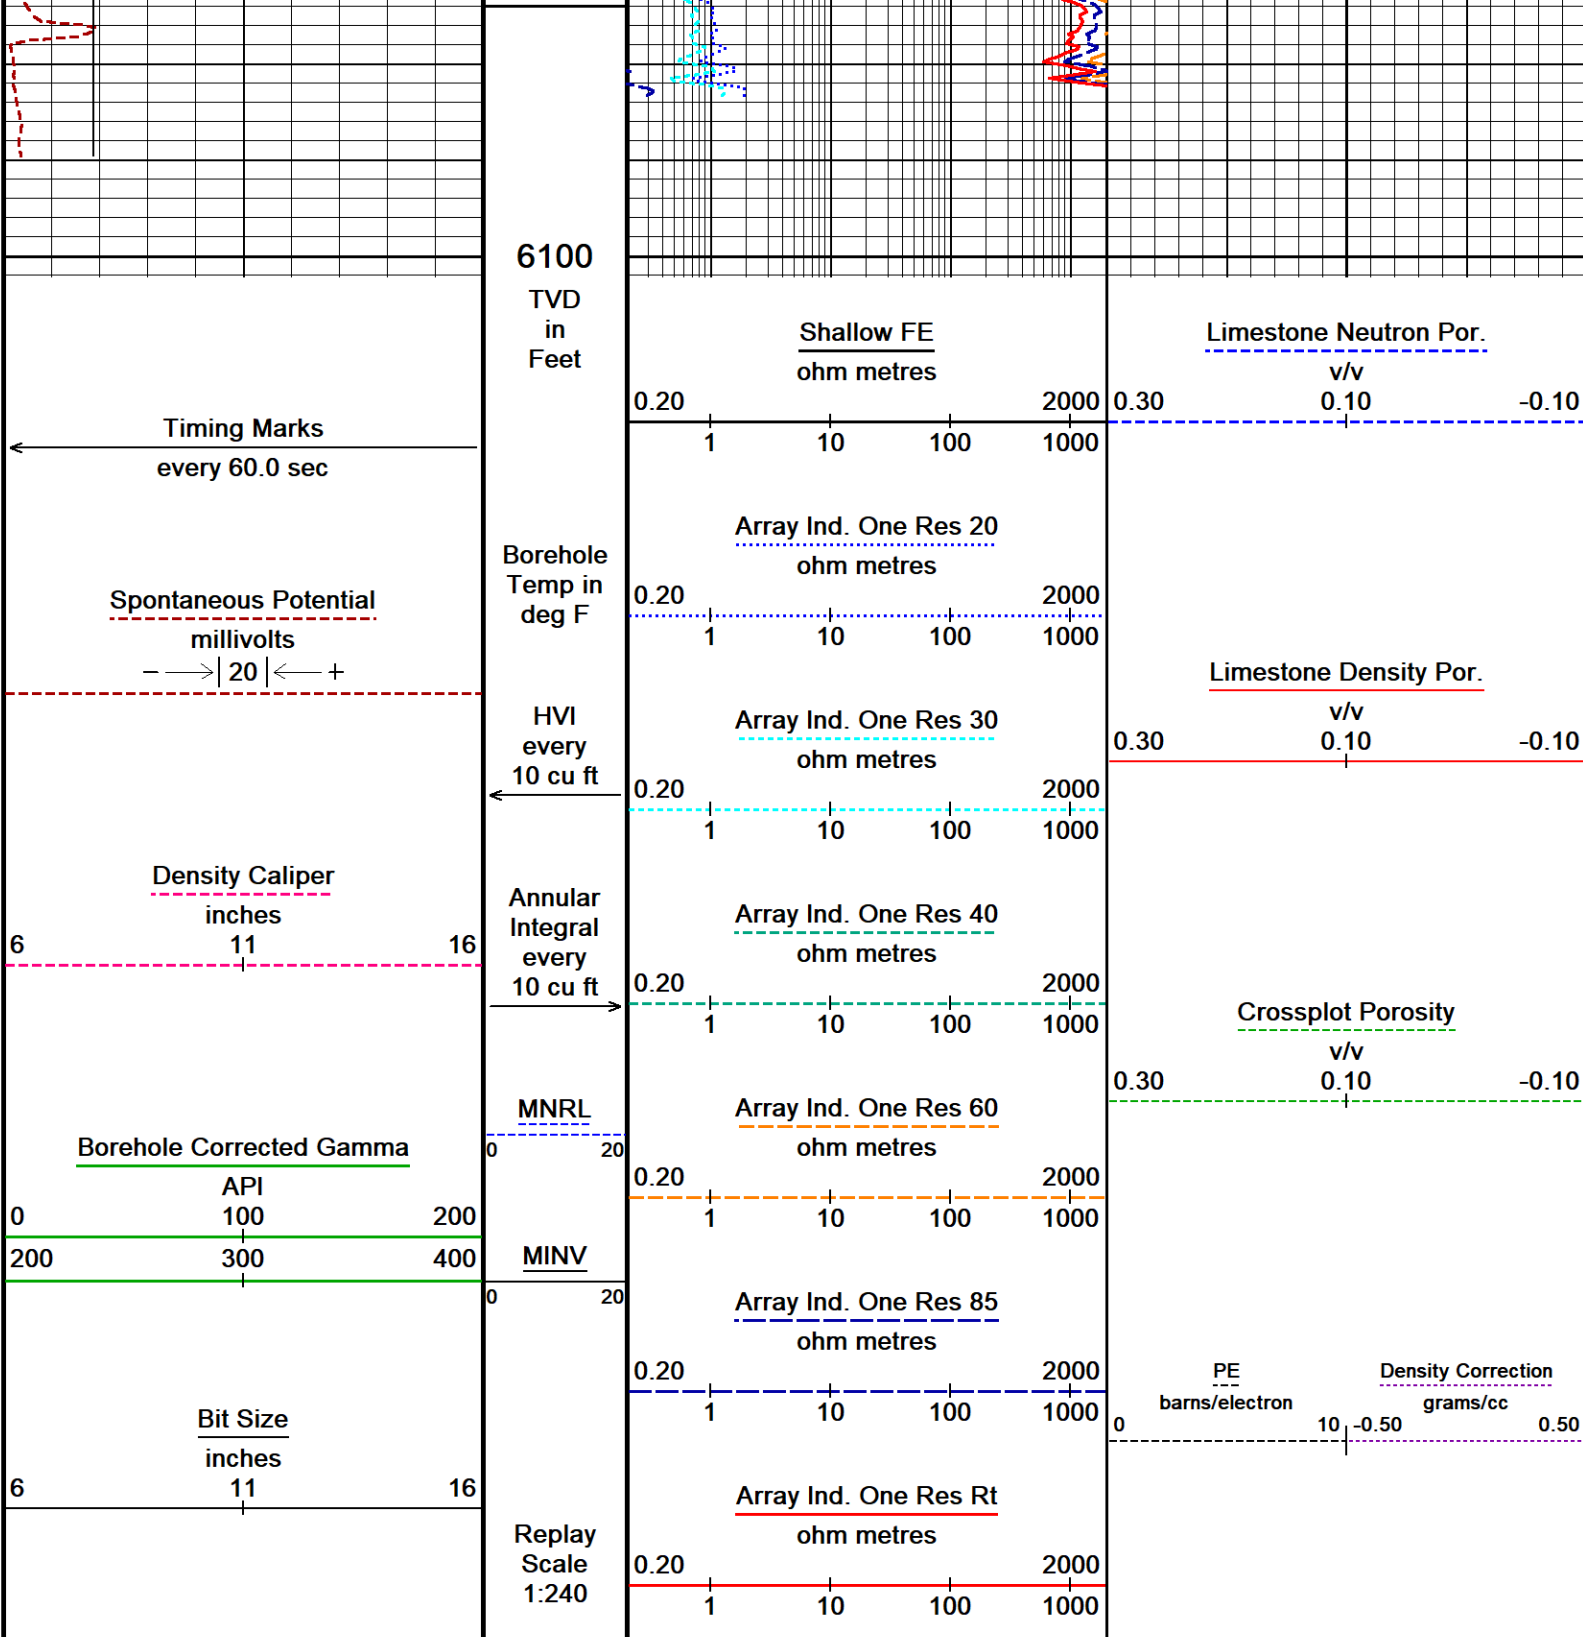 6100
TVD
in
Feet
Timing Marks
every 60.0 sec
Spontaneous Potential
millivolts
− 20 +
Density Caliper
inches
6 11 16
Borehole Corrected Gamma
API
0 100 200
200 300 400
Bit Size
inches
6 11 16
Borehole
Temp in
deg F
HVI
every
10 cu ft
Annular
Integral
every
10 cu ft
MNRL
0 20
MINV
0 20
Replay
Scale
1:240
Shallow FE
ohm metres
0.20 2000
1 10 100 1000
Array Ind. One Res 20
ohm metres
0.20 2000
1 10 100 1000
Array Ind. One Res 30
ohm metres
0.20 2000
1 10 100 1000
Array Ind. One Res 40
ohm metres
0.20 2000
1 10 100 1000
Array Ind. One Res 60
ohm metres
0.20 2000
1 10 100 1000
Array Ind. One Res 85
ohm metres
0.20 2000
1 10 100 1000
Array Ind. One Res Rt
ohm metres
0.20 2000
1 10 100 1000
Limestone Neutron Por.
v/v
0.30 0.10 -0.10
Limestone Density Por.
v/v
0.30 0.10 -0.10
Crossplot Porosity
v/v
0.30 0.10 -0.10
PE
barns/electron
0 10
Density Correction
grams/cc
-0.50 0.50